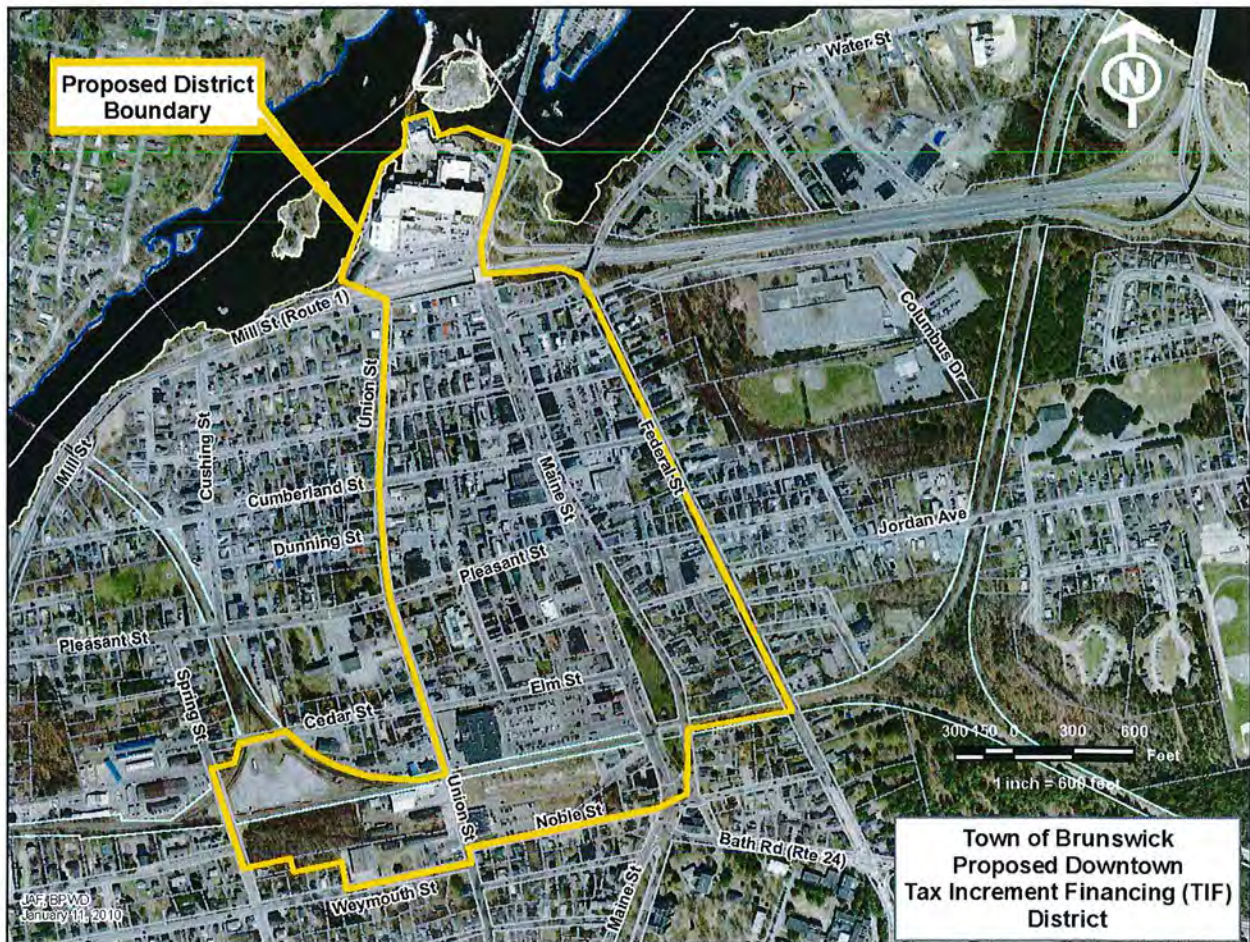 Proposed District
Boundary
Water St
N
Mill St (Route 1)
Columbus Dr
Union St
Federal St
Mill St
Cushing St
Maine St
Cumberland St
Jordan Ave
Dunning St
Pleasant St
Pleasant St
Spring St
Elm St
Cedar St
300 150 0 300 600
Feet
1 inch = 600 feet
Union St
Noble St
Bath Rd (Rte 24)
Maine St
Weymouth St
JAF, BPWD
January 11, 2010
Town of Brunswick
Proposed Downtown
Tax Increment Financing (TIF)
District